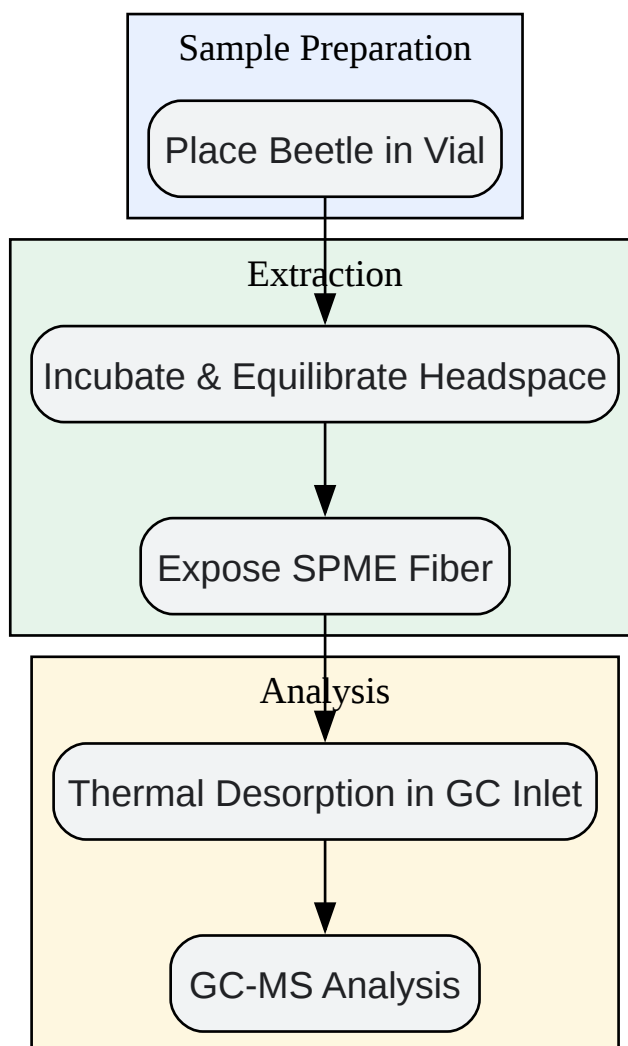 Sample Preparation
Place Beetle in Vial
Extraction
Incubate & Equilibrate Headspace
Expose SPME Fiber
Analysis
Thermal Desorption in GC Inlet
GC-MS Analysis